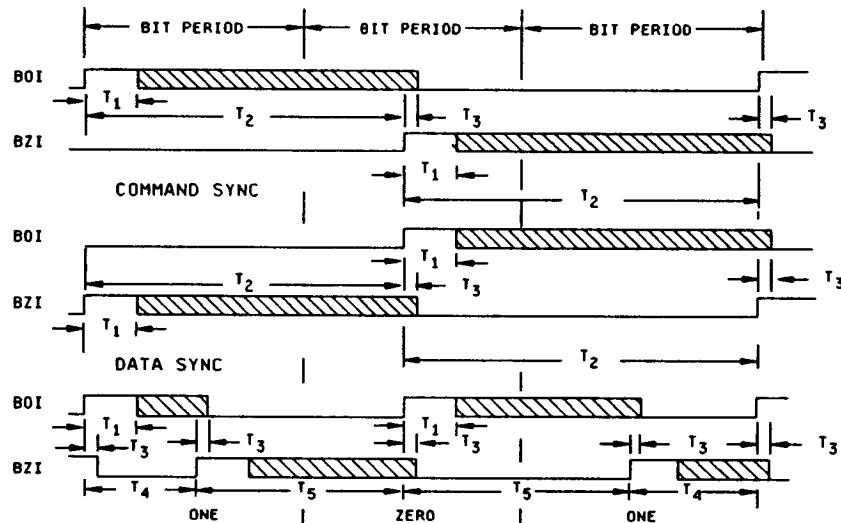 BIT PERIOD BIT PERIOD BIT PERIOD
BOI
T1 T2 T3 T3
BZI
T1
COMMAND SYNC
T2
BOI
T1
T2 T3 T3
BZI
T1
DATA SYNC T2
BOI
T1 T1
T3 T3 T3 T3 T3
BZI
T4 T5 T5 T4
ONE ZERO ONE